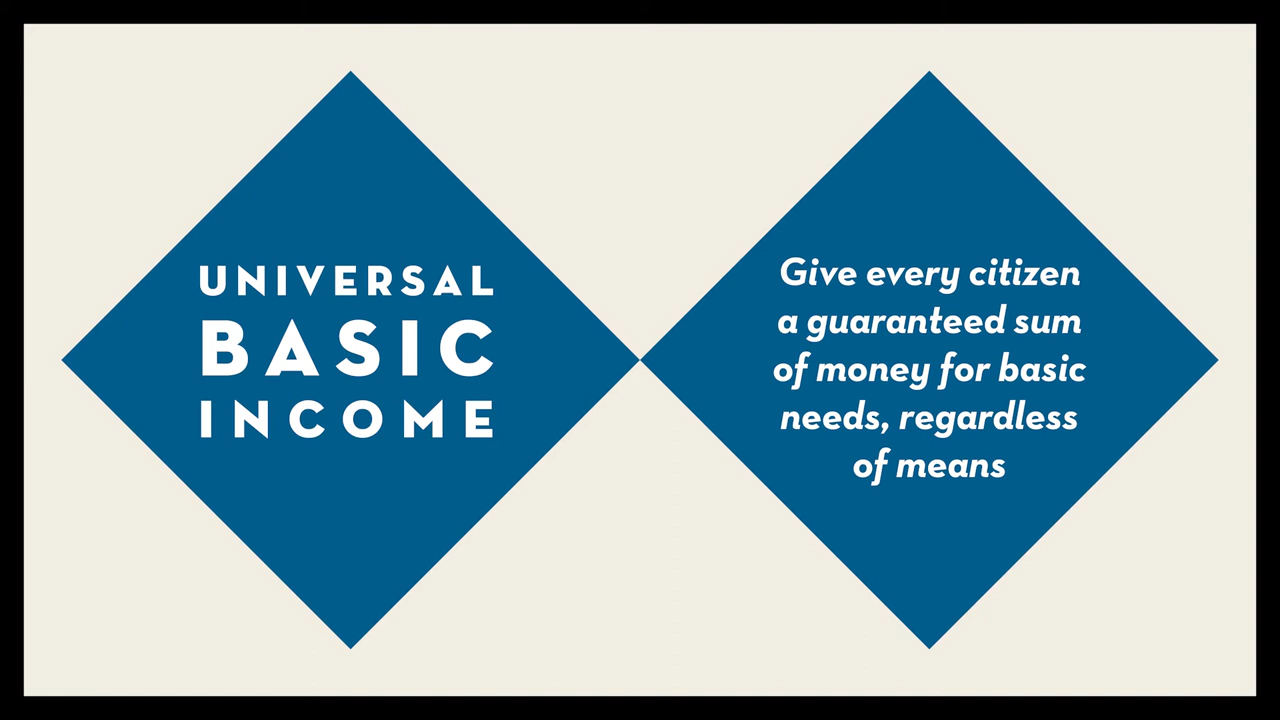 UNIVERSAL
BASIC
INCOME
Give every citizen
a guaranteed sum
of money for basic
needs, regardless
of means